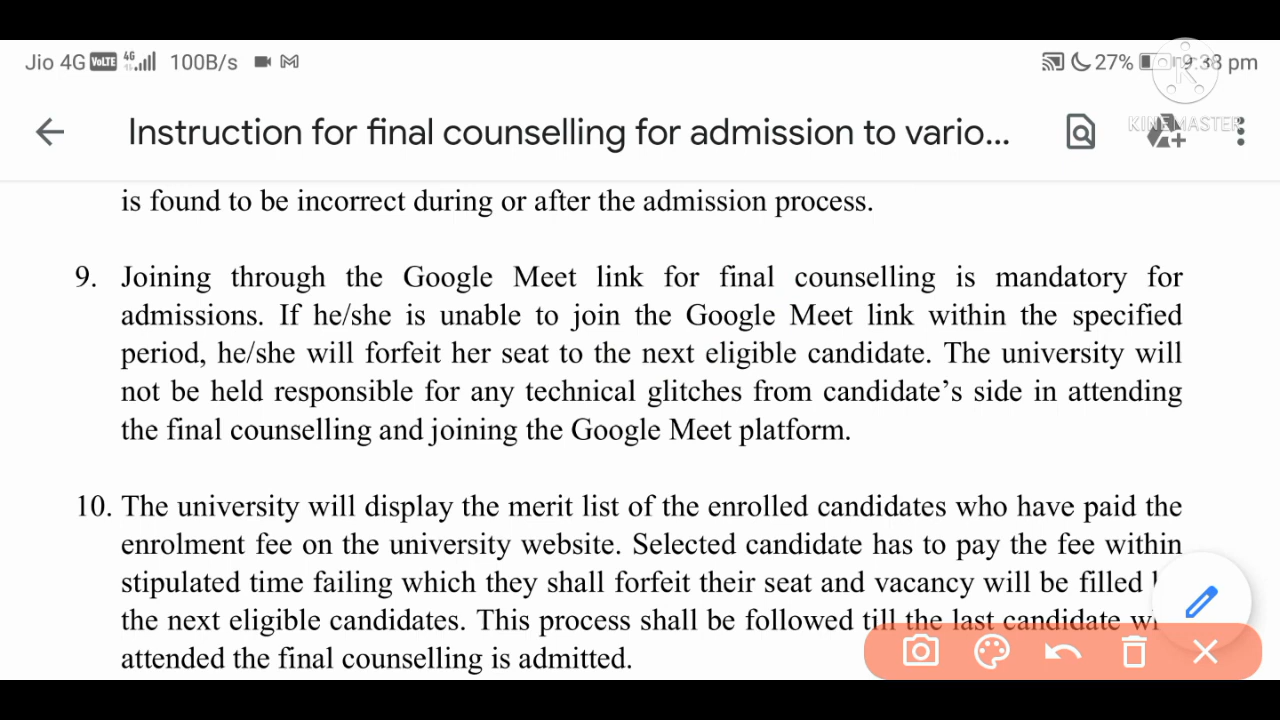 Jio 4G VoLTE 4G 100B/s 27% 9:38 pm
KINEMASTER
Instruction for final counselling for admission to vario...
is found to be incorrect during or after the admission process.
9. Joining through the Google Meet link for final counselling is mandatory for
admissions. If he/she is unable to join the Google Meet link within the specified
period, he/she will forfeit her seat to the next eligible candidate. The university will
not be held responsible for any technical glitches from candidate's side in attending
the final counselling and joining the Google Meet platform.
10. The university will display the merit list of the enrolled candidates who have paid the
enrolment fee on the university website. Selected candidate has to pay the fee within
stipulated time failing which they shall forfeit their seat and vacancy will be filled
the next eligible candidates. This process shall be followed till the last candidate
attended the final counselling is admitted.